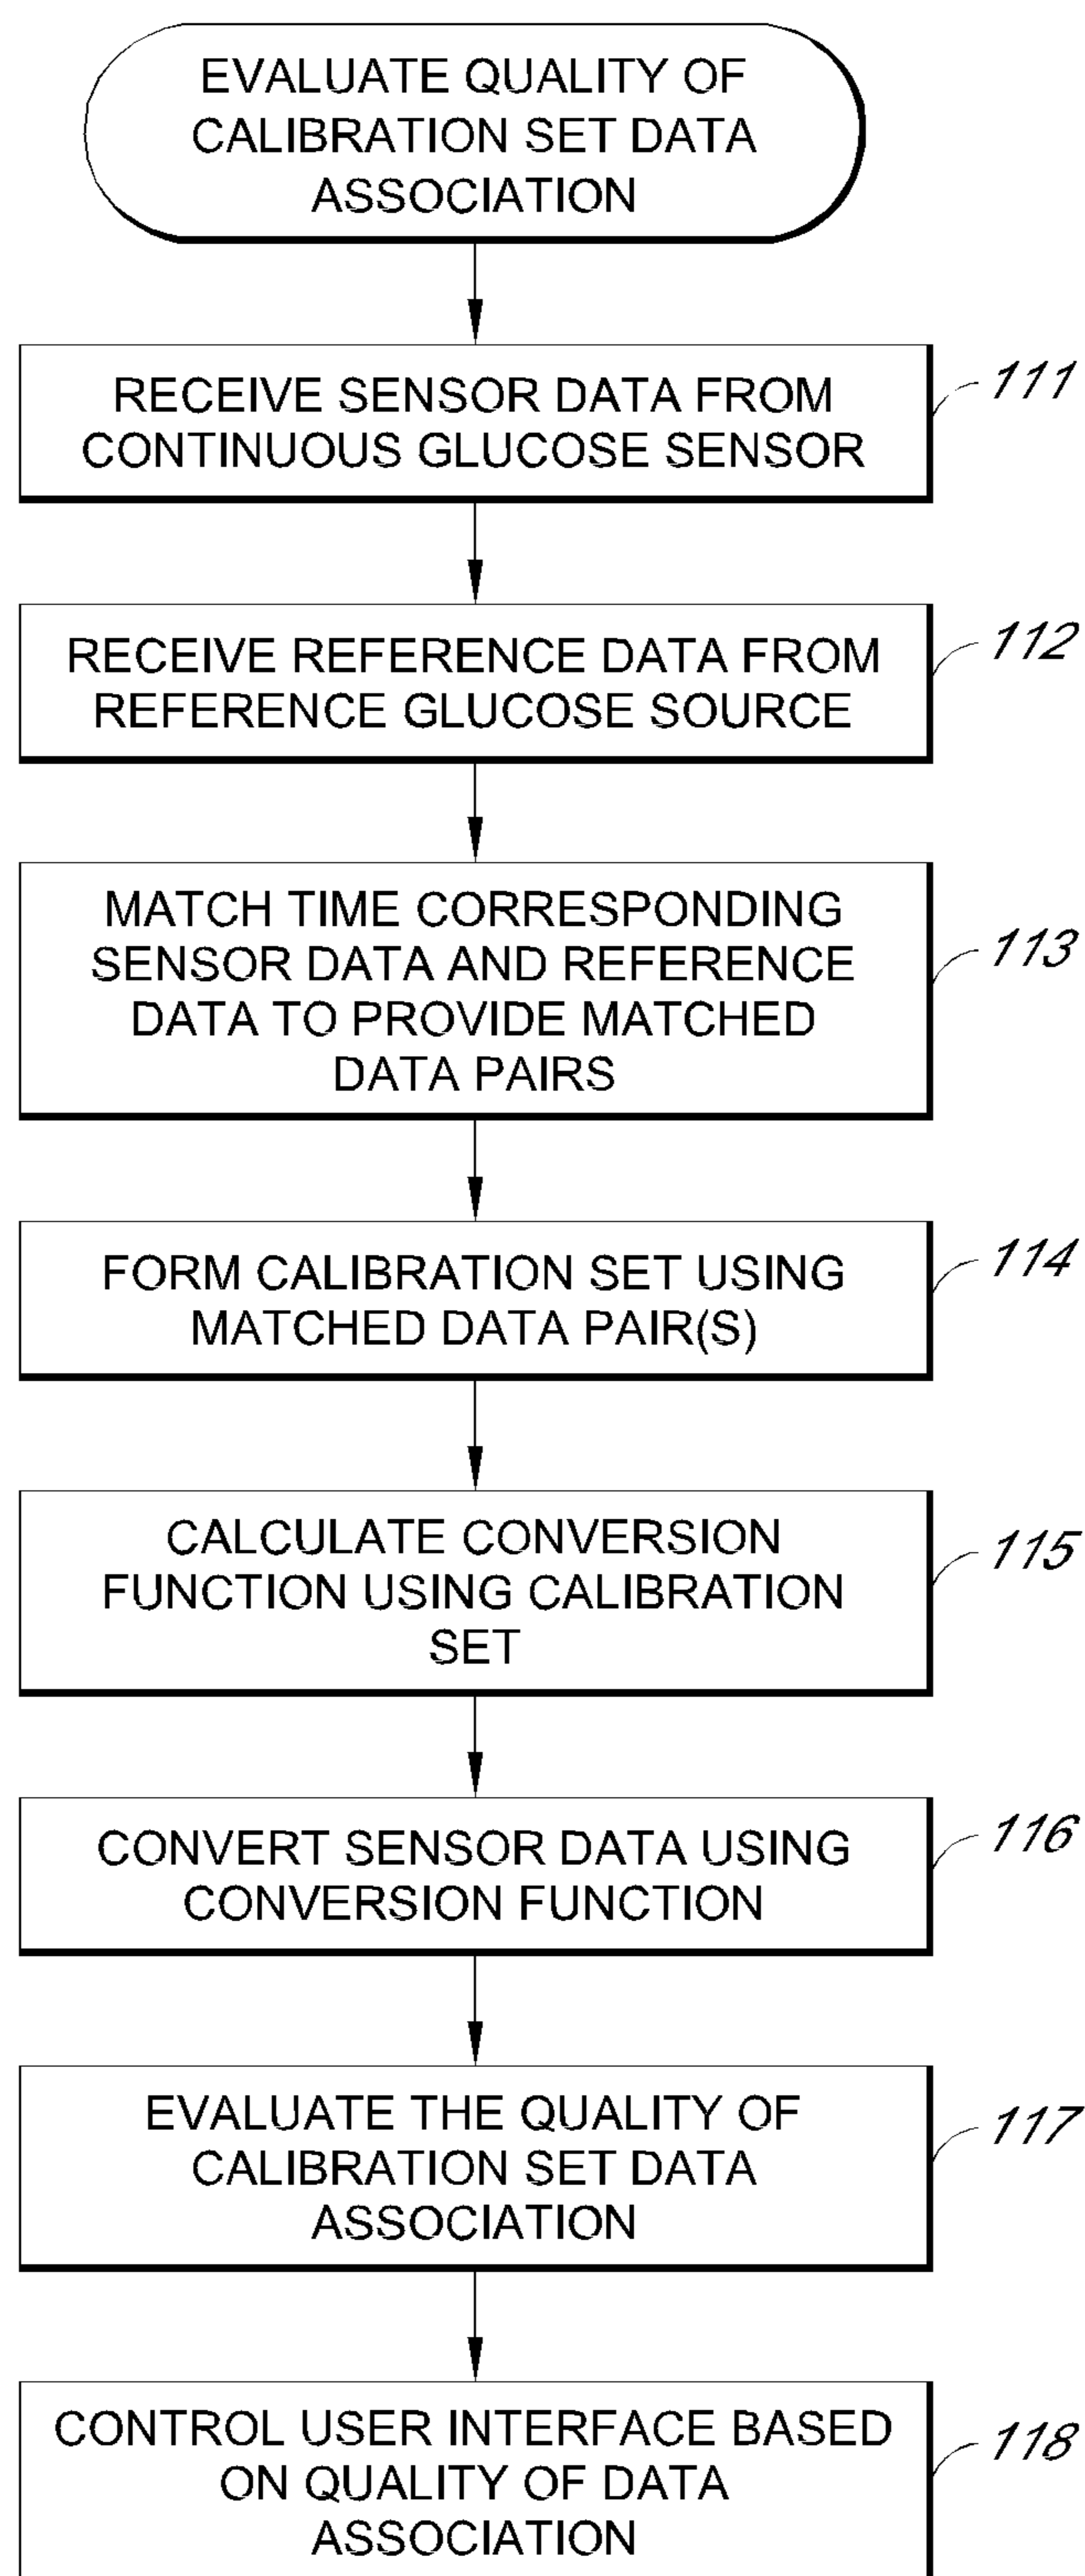 EVALUATE QUALITY OF
CALIBRATION SET DATA
ASSOCIATION
RECEIVE SENSOR DATA FROM
CONTINUOUS GLUCOSE SENSOR
111
RECEIVE REFERENCE DATA FROM
REFERENCE GLUCOSE SOURCE
112
MATCH TIME CORRESPONDING
SENSOR DATA AND REFERENCE
DATA TO PROVIDE MATCHED
DATA PAIRS
113
FORM CALIBRATION SET USING
MATCHED DATA PAIR(S)
114
CALCULATE CONVERSION
FUNCTION USING CALIBRATION
SET
115
CONVERT SENSOR DATA USING
CONVERSION FUNCTION
116
EVALUATE THE QUALITY OF
CALIBRATION SET DATA
ASSOCIATION
117
CONTROL USER INTERFACE BASED
ON QUALITY OF DATA
ASSOCIATION
118